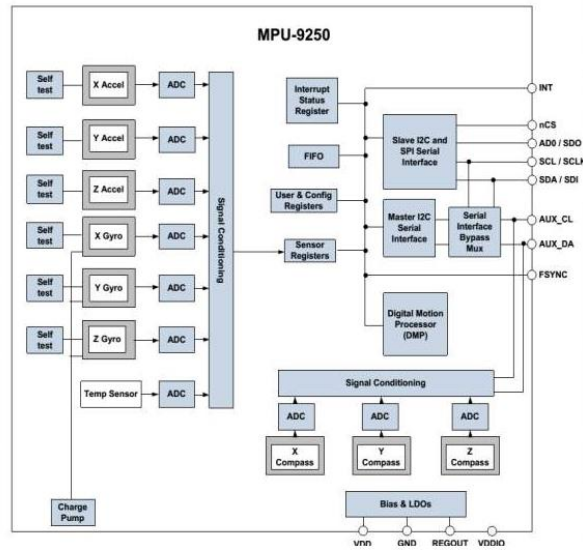 MPU-9250
Self
test
X Accel
ADC
Self
test
Y Accel
ADC
Self
test
Z Accel
ADC
Self
test
X Gyro
ADC
Self
test
Y Gyro
ADC
Self
test
Z Gyro
ADC
Temp Sensor
ADC
Charge
Pump
Signal Conditioning
Interrupt
Status
Register
FIFO
User & Config
Registers
Sensor
Registers
Slave I2C and
SPI Serial
Interface
Master I2C
Serial
Interface
Serial
Interface
Bypass
Mux
Digital Motion
Processor
(DMP)
INT
nCS
AD0 / SDO
SCL / SCLK
SDA / SDI
AUX_CL
AUX_DA
FSYNC
Signal Conditioning
ADC
ADC
ADC
X
Compass
Y
Compass
Z
Compass
Bias & LDOs
VDD
GND
REGOUT
VDDIO